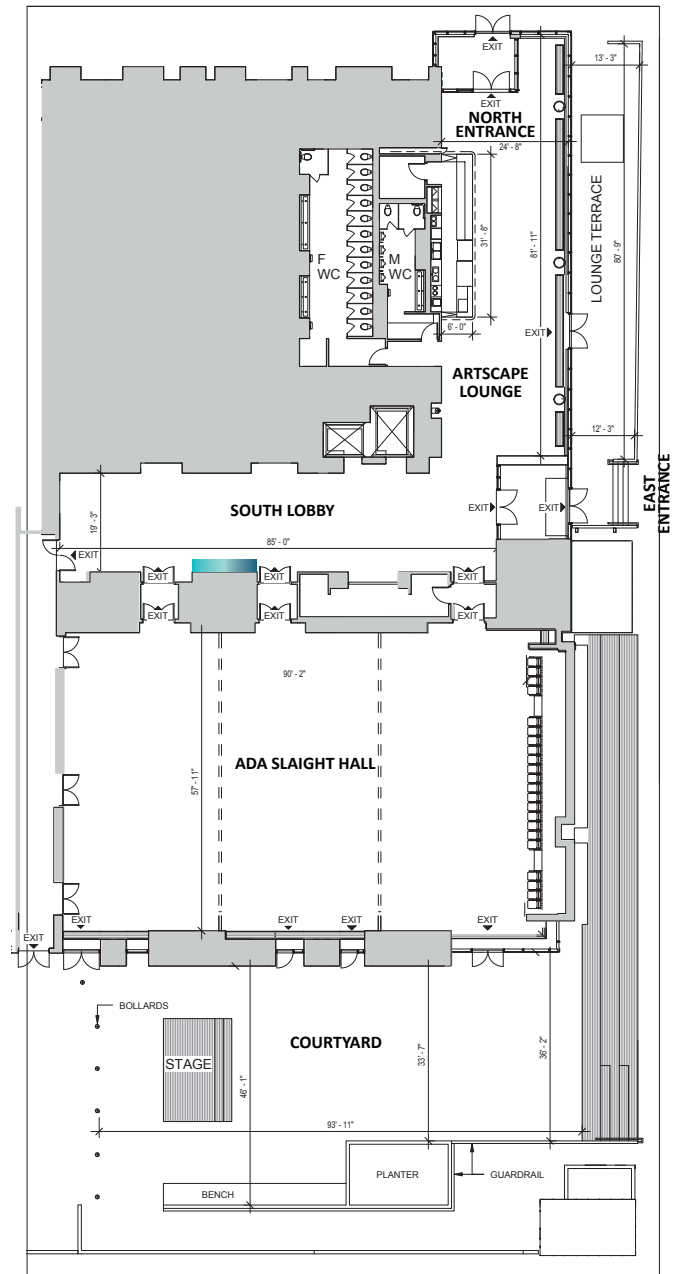 EXIT
EXIT
13' - 3"
NORTH
ENTRANCE
24' - 8"
LOUNGE TERRACE
80' - 9"
81' - 11"
31' - 8"
F
WC
M
WC
6' - 0"
EXIT
ARTSCAPE
LOUNGE
12' - 3"
EAST
ENTRANCE
SOUTH LOBBY
EXIT
EXIT
19' - 3"
85' - 0"
EXIT
EXIT
EXIT
EXIT
EXIT
EXIT
EXIT
90' - 2"
ADA SLAIGHT HALL
57' - 11"
EXIT
EXIT
EXIT
EXIT
EXIT
BOLLARDS
COURTYARD
STAGE
46' - 1"
33' - 7"
36' - 2"
93' - 11"
PLANTER
GUARDRAIL
BENCH